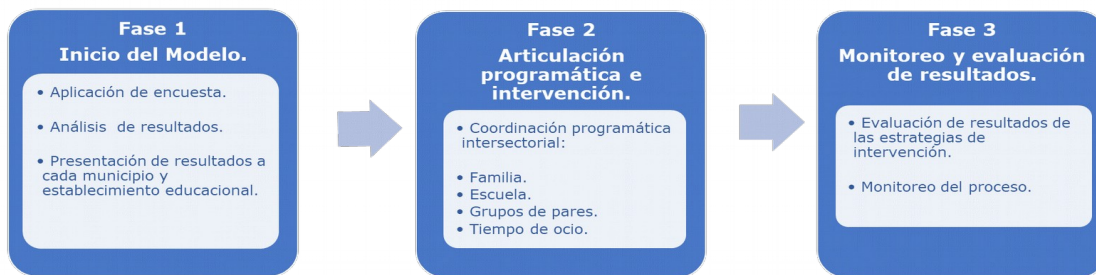 Fase 1
Inicio del Modelo.
• Aplicación de encuesta.
• Análisis de resultados.
• Presentación de resultados a
cada municipio y
establecimiento educacional.
Fase 2
Articulación
programática e
intervención.
• Coordinación programática
intersectorial:
• Familia.
• Escuela.
• Grupos de pares.
• Tiempo de ocio.
Fase 3
Monitoreo y evaluación
de resultados.
• Evaluación de resultados de
las estrategias de
intervención.
• Monitoreo del proceso.